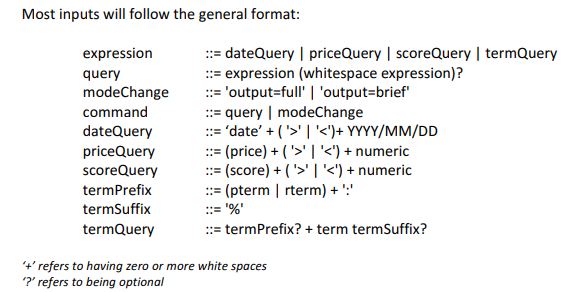 Most inputs will follow the general format:
expression ::= dateQuery | priceQuery | scoreQuery | termQuery
query ::= expression (whitespace expression)?
modeChange ::= 'output=full' | 'output=brief'
command ::= query | modeChange
dateQuery ::= ‘date’ + ( '>' | '<')+ YYYY/MM/DD
priceQuery ::= (price) + ( '>' | '<') + numeric
scoreQuery ::= (score) + ( '>' | '<') + numeric
termPrefix ::= (pterm | rterm) + ':'
termSuffix ::= '%'
termQuery ::= termPrefix? + term termSuffix?
‘+’ refers to having zero or more white spaces
‘?’ refers to being optional